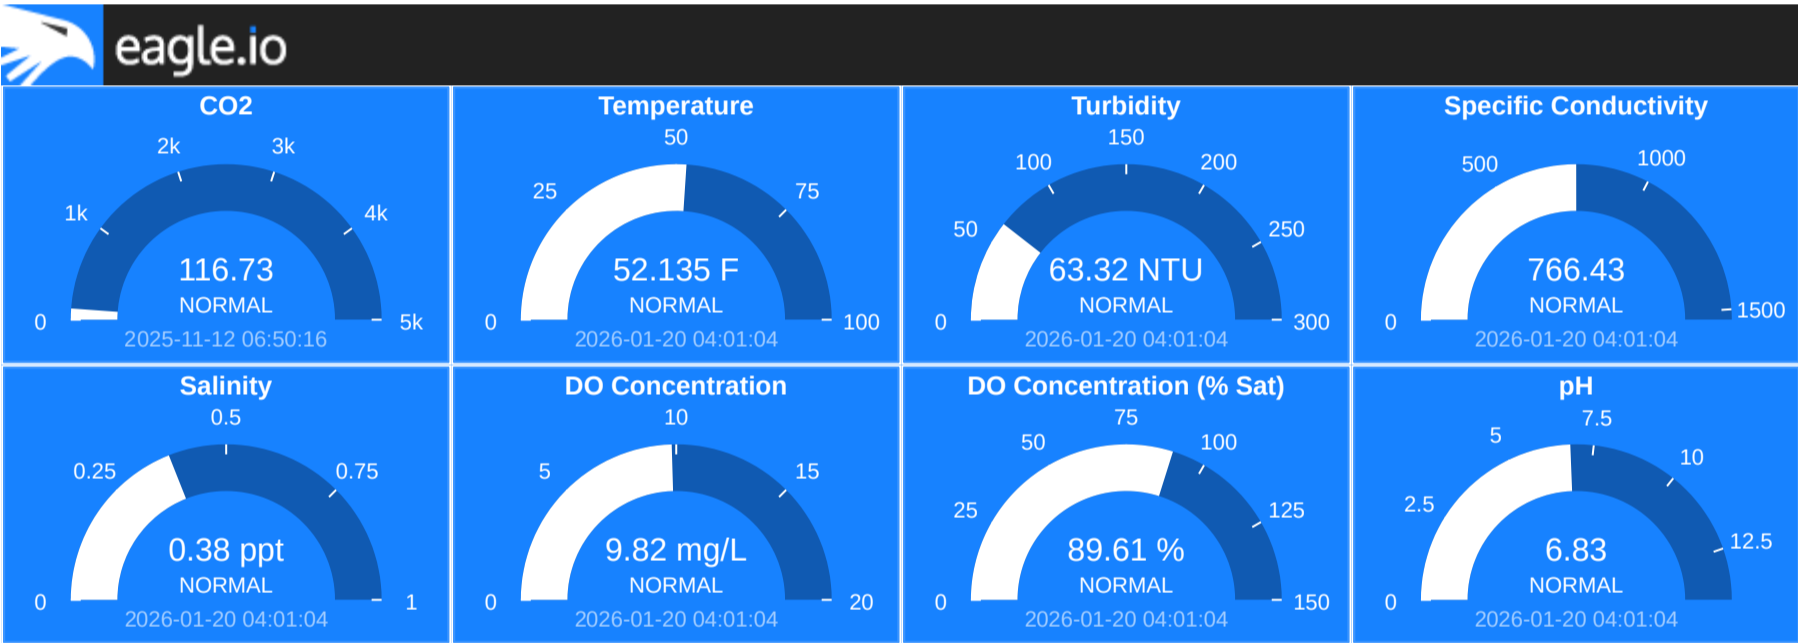 eagle.io
CO2
0
1k
2k
3k
4k
5k
116.73
NORMAL
2025-11-12 06:50:16
Temperature
0
25
50
75
100
52.135 F
NORMAL
2026-01-20 04:01:04
Turbidity
0
50
100
150
200
250
300
63.32 NTU
NORMAL
2026-01-20 04:01:04
Specific Conductivity
0
500
1000
1500
766.43
NORMAL
2026-01-20 04:01:04
Salinity
0
0.25
0.5
0.75
1
0.38 ppt
NORMAL
2026-01-20 04:01:04
DO Concentration
0
5
10
15
20
9.82 mg/L
NORMAL
2026-01-20 04:01:04
DO Concentration (% Sat)
0
25
50
75
100
125
150
89.61 %
NORMAL
2026-01-20 04:01:04
pH
0
2.5
5
7.5
10
12.5
6.83
NORMAL
2026-01-20 04:01:04